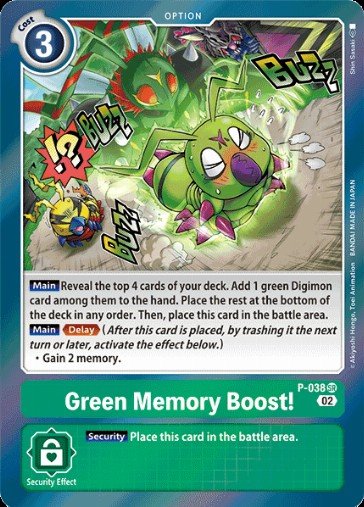 OPTION
Cost
3
Shin Sasaki
BUZZ
!?
BUZZ
BUZZ
BANDAI MADE IN JAPAN
©Akiyoshi Hongo, Toei Animation
Main Reveal the top 4 cards of your deck. Add 1 green Digimon
card among them to the hand. Place the rest at the bottom of
the deck in any order. Then, place this card in the battle area.
Main Delay (After this card is placed, by trashing it the next
turn or later, activate the effect below.)
・Gain 2 memory.
P-038 SR
Green Memory Boost!
02
Security Place this card in the battle area.
Security Effect